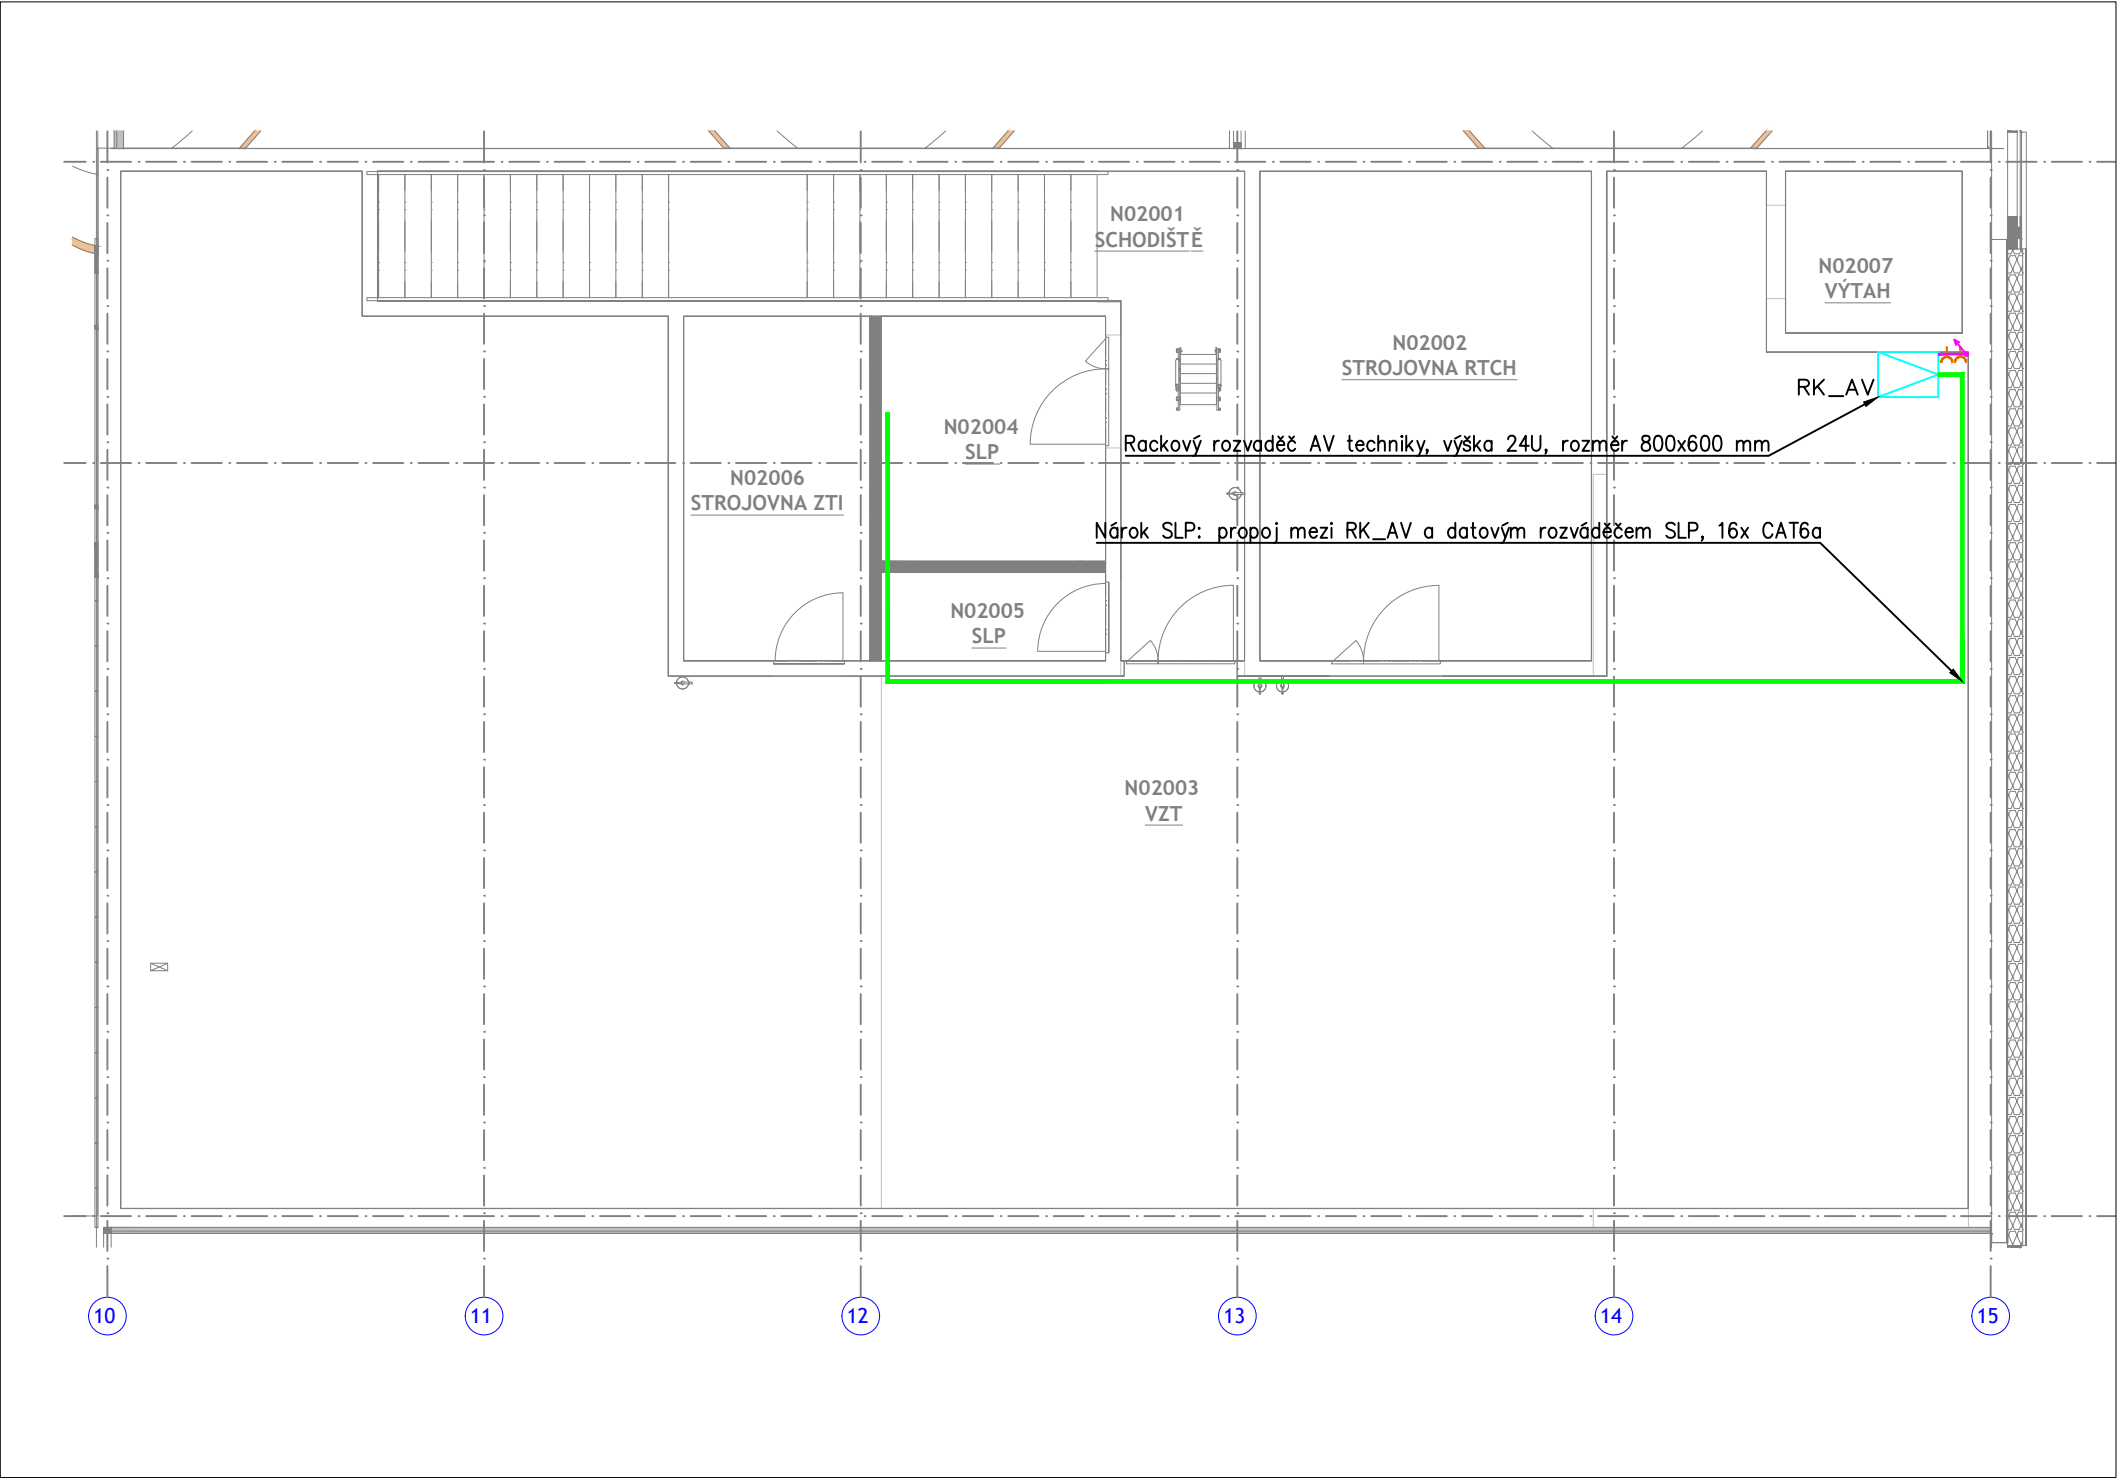 N02001
SCHODIŠTĚ
N02007
VÝTAH
N02002
STROJOVNA RTCH
RK_AV
N02004
SLP
Rackový rozvaděč AV techniky, výška 24U, rozměr 800x600 mm
N02006
STROJOVNA ZTI
Nárok SLP: propoj mezi RK_AV a datovým rozváděčem SLP, 16x CAT6a
N02005
SLP
N02003
VZT
10
11
12
13
14
15